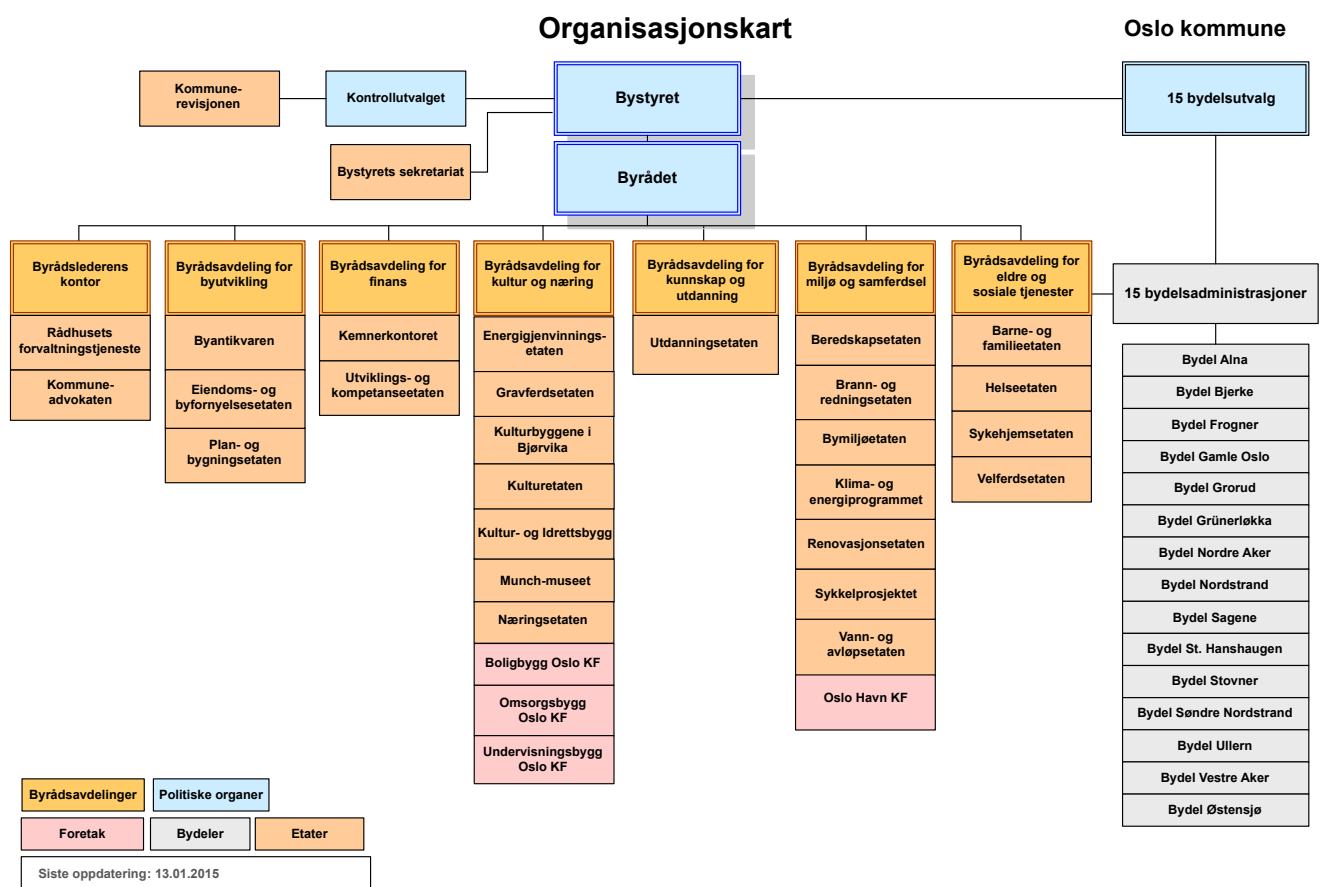 Organisasjonskart
Oslo kommune
Kommune-
revisjonen
Kontrollutvalget
Bystyret
15 bydelsutvalg
Bystyrets sekretariat
Byrådet
Byrådslederens
kontor
Rådhusets
forvaltningstjeneste
Kommune-
advokaten
Byrådsavdeling for
byutvikling
Byantikvaren
Eiendoms- og
byfornyelsesetaten
Plan- og
bygningsetaten
Byrådsavdeling for
finans
Kemnerkontoret
Utviklings- og
kompetanseetaten
Byrådsavdeling for
kultur og næring
Energigjenvinnings-
etaten
Gravferdsetaten
Kulturbyggene i
Bjørvika
Kulturetaten
Kultur- og Idrettsbygg
Munch-museet
Næringsetaten
Boligbygg Oslo KF
Omsorgsbygg
Oslo KF
Undervisningsbygg
Oslo KF
Byrådsavdeling for
kunnskap og
utdanning
Utdanningsetaten
Byrådsavdeling for
miljø og samferdsel
Beredskapsetaten
Brann- og
redningsetaten
Bymiljøetaten
Klima- og
energiprogrammet
Renovasjonsetaten
Sykkelprosjektet
Vann- og
avløpsetaten
Oslo Havn KF
Byrådsavdeling for
eldre og
sosiale tjenester
Barne- og
familieetaten
Helseetaten
Sykehjemsetaten
Velferdsetaten
15 bydelsadministrasjoner
Bydel Alna
Bydel Bjerke
Bydel Frogner
Bydel Gamle Oslo
Bydel Grorud
Bydel Grünerløkka
Bydel Nordre Aker
Bydel Nordstrand
Bydel Sagene
Bydel St. Hanshaugen
Bydel Stovner
Bydel Søndre Nordstrand
Bydel Ullern
Bydel Vestre Aker
Bydel Østensjø
Byrådsavdelinger
Politiske organer
Foretak
Bydeler
Etater
Siste oppdatering: 13.01.2015